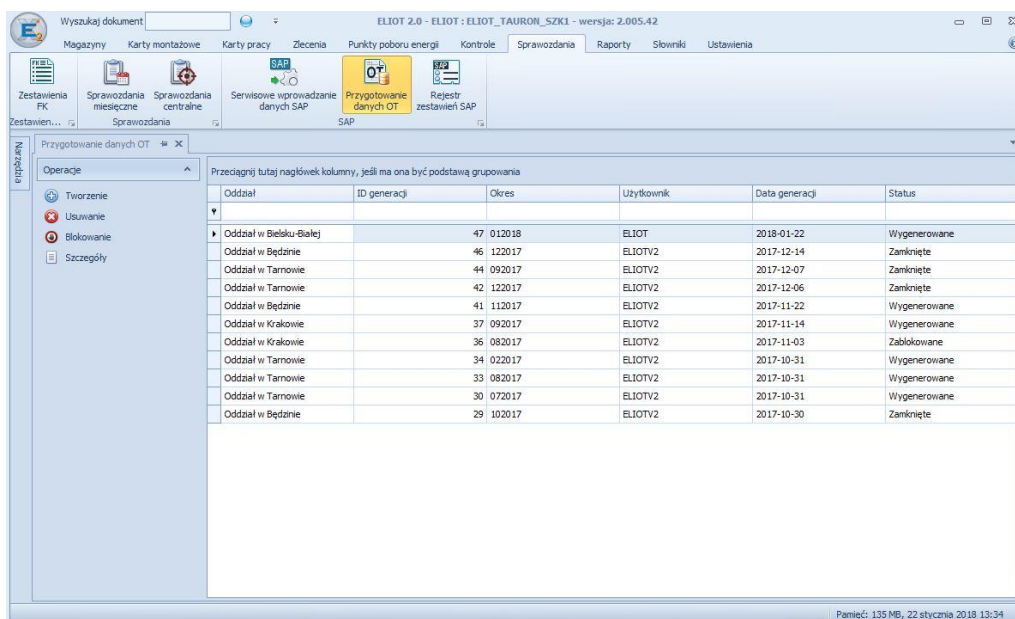 Wyszukaj dokument ELIOT 2.0 - ELIOT : ELIOT_TAURON_SZK1 - wersja: 2.005.42
Magazyny Karty montażowe Karty pracy Zlecenia Punkty poboru energii Kontrole Sprawozdania Raporty Słowniki Ustawienia
Zestawienia FK
Sprawozdania miesięczne
Sprawozdania centralne
Serwisowe wprowadzanie danych SAP
Przygotowanie danych OT
Rejestr zestawień SAP
Zestawien... Sprawozdania SAP
Narzędzia
Przygotowanie danych OT
Operacje
Tworzenie
Usuwanie
Blokowanie
Szczegóły
Przeciągnij tutaj nagłówek kolumny, jeśli ma ona być podstawą grupowania
Oddział ID generacji Okres Użytkownik Data generacji Status
Oddział w Bielsku-Białej 47 012018 ELIOT 2018-01-22 Wygenerowane
Oddział w Będzinie 46 122017 ELIOTV2 2017-12-14 Zamknięte
Oddział w Tarnowie 44 092017 ELIOTV2 2017-12-07 Zamknięte
Oddział w Tarnowie 42 122017 ELIOTV2 2017-12-06 Zamknięte
Oddział w Będzinie 41 112017 ELIOTV2 2017-11-22 Wygenerowane
Oddział w Krakowie 37 092017 ELIOTV2 2017-11-14 Wygenerowane
Oddział w Krakowie 36 082017 ELIOTV2 2017-11-03 Zablokowane
Oddział w Tarnowie 34 022017 ELIOTV2 2017-10-31 Wygenerowane
Oddział w Tarnowie 33 082017 ELIOTV2 2017-10-31 Wygenerowane
Oddział w Tarnowie 30 072017 ELIOTV2 2017-10-31 Wygenerowane
Oddział w Będzinie 29 102017 ELIOTV2 2017-10-30 Zamknięte
Pamięć: 135 MB, 22 stycznia 2018 13:34